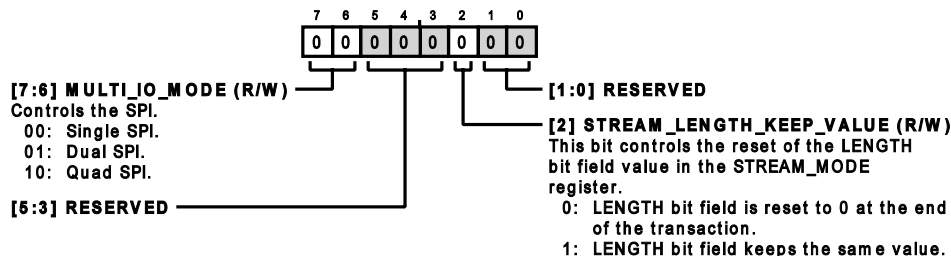 7 6 5 4 3 2 1 0
0 0 0 0 0 0 0 0
[7:6] MULTI_IO_MODE (R/W)
Controls the SPI.
00: Single SPI.
01: Dual SPI.
10: Quad SPI.
[5:3] RESERVED
[1:0] RESERVED
[2] STREAM_LENGTH_KEEP_VALUE (R/W)
This bit controls the reset of the LENGTH
bit field value in the STREAM_MODE
register.
0: LENGTH bit field is reset to 0 at the end
of the transaction.
1: LENGTH bit field keeps the same value.